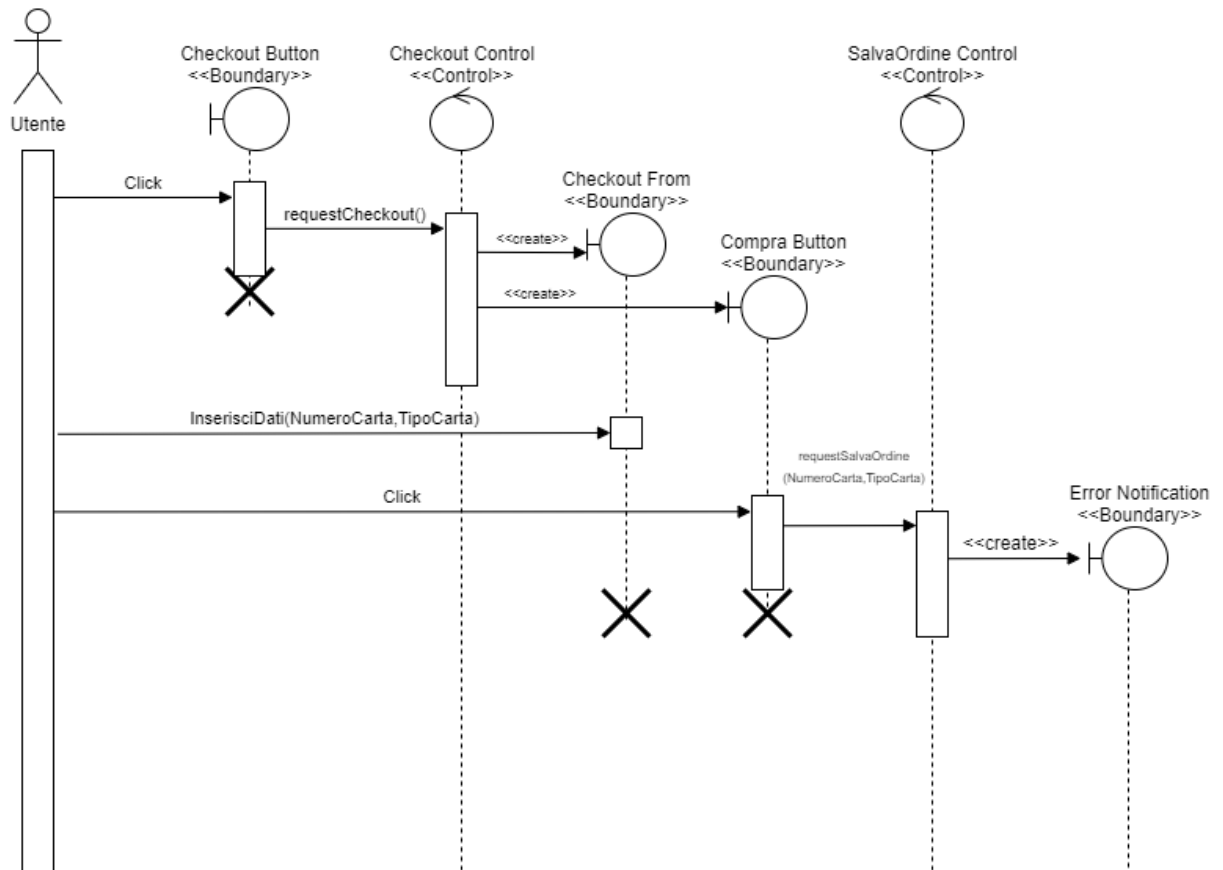 Checkout Button
<<Boundary>>
Checkout Control
<<Control>>
SalvaOrdine Control
<<Control>>
Utente
Click
requestCheckout()
Checkout From
<<Boundary>>
<<create>>
Compra Button
<<Boundary>>
<<create>>
InserisciDati(NumeroCarta,TipoCarta)
requestSalvaOrdine
(NumeroCarta,TipoCarta)
Click
Error Notification
<<Boundary>>
<<create>>